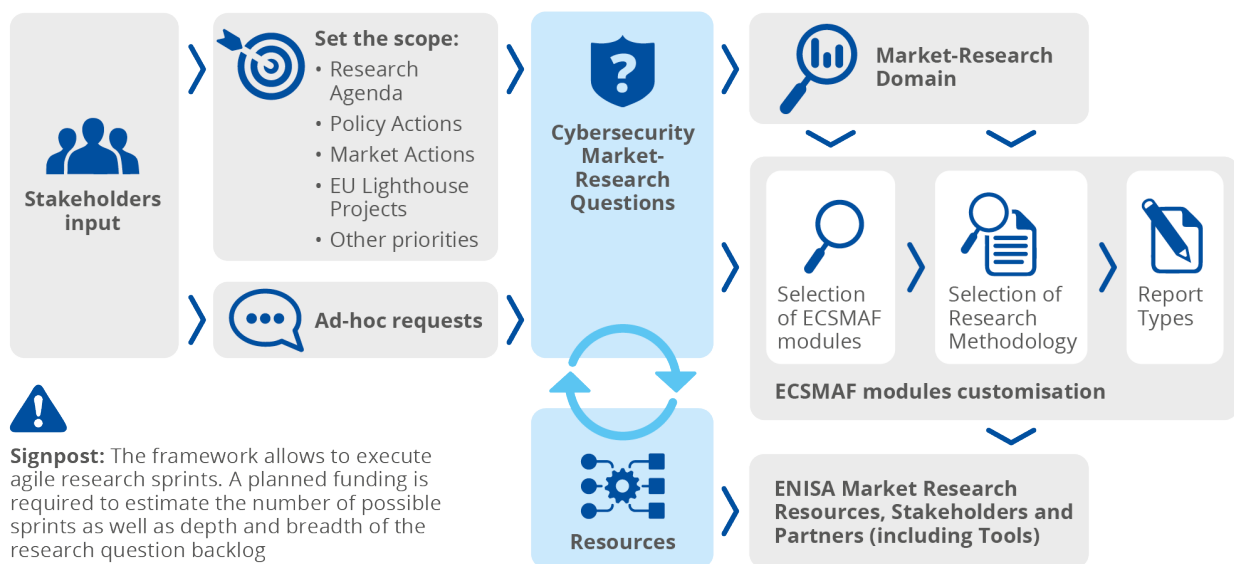 Stakeholders
input
Set the scope:
• Research
Agenda
• Policy Actions
• Market Actions
• EU Lighthouse
Projects
• Other priorities
Ad-hoc requests
?
Cybersecurity
Market-
Research
Questions
Market-Research
Domain
Selection
of ECSMAF
modules
Selection of
Research
Methodology
Report
Types
ECSMAF modules customisation
!
Signpost: The framework allows to execute
agile research sprints. A planned funding is
required to estimate the number of possible
sprints as well as depth and breadth of the
research question backlog
Resources
ENISA Market Research
Resources, Stakeholders and
Partners (including Tools)